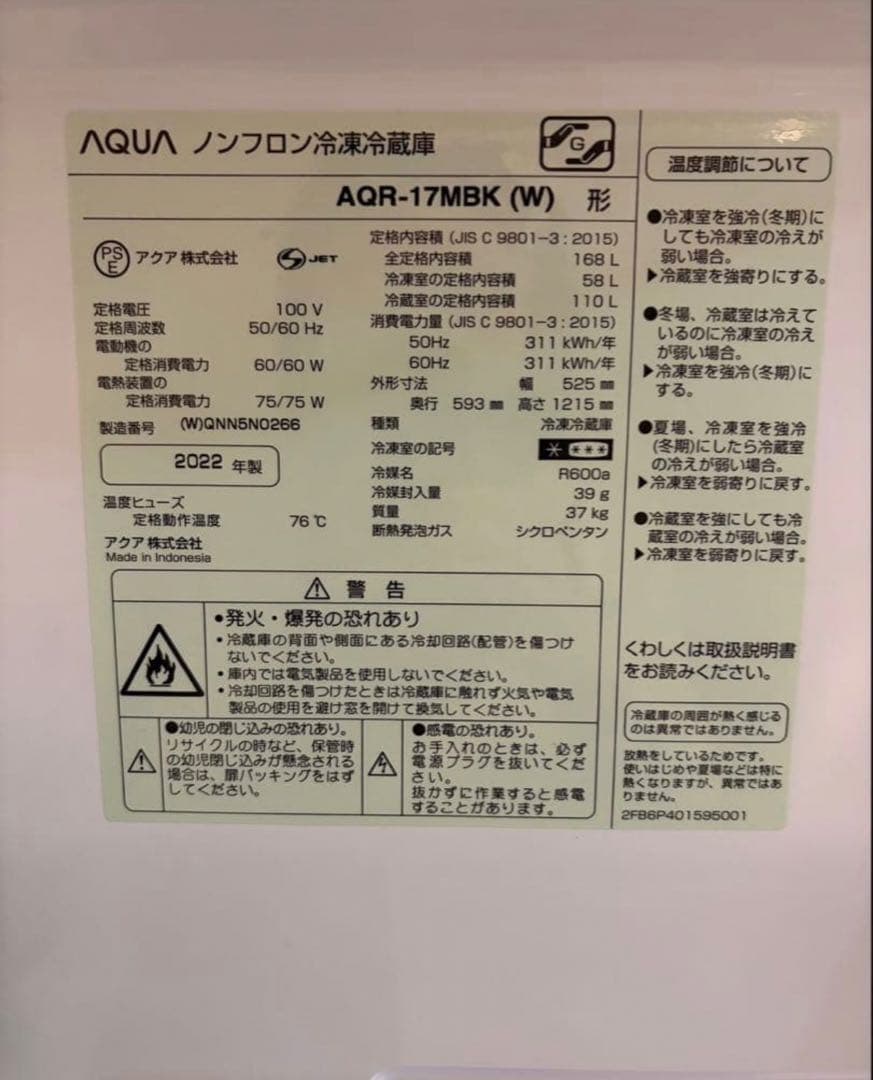 AQUA ノンフロン冷凍冷蔵庫
G
AQR-17MBK (W) 形
PS
E
アクア 株式会社
JET
定格電圧 100 V
定格周波数 50/60 Hz
電動機の
定格消費電力 60/60 W
電熱装置の
定格消費電力 75/75 W
製造番号 (W)QNN5N0266
2022 年製
温度ヒューズ
定格動作温度 76 ℃
アクア 株式会社
Made in Indonesia
定格内容積 (JIS C 9801-3 : 2015)
全定格内容積 168 L
冷凍室の定格内容積 58 L
冷蔵室の定格内容積 110 L
消費電力量 (JIS C 9801-3 : 2015)
50Hz 311 kWh/年
60Hz 311 kWh/年
外形寸法 幅 525 ㎜
奥行 593 ㎜ 高さ 1215 ㎜
種類 冷凍冷蔵庫
冷凍室の記号
冷媒名 R600a
冷媒封入量 39 g
質量 37 kg
断熱発泡ガス シクロペンタン
警告
●発火・爆発の恐れあり
・冷蔵庫の背面や側面にある冷却回路(配管)を傷つけ
ないでください。
・庫内では電気製品を使用しないでください。
・冷却回路を傷つけたときは冷蔵庫に触れず火気や電気
製品の使用を避け窓を開けて換気してください。
●幼児の閉じ込みの恐れあり。
リサイクルの時など、保管時
の幼児閉じ込みが懸念される
場合は、扉パッキングをはず
してください。
●感電の恐れあり。
お手入れのときは、必ず
電源プラグを抜いてくだ
さい。
抜かずに作業すると感電
することがあります。
温度調節について
●冷凍室を強冷(冬期)に
しても冷凍室の冷えが
弱い場合。
▶冷蔵室を強寄りにする。
●冬場、冷蔵室は冷えて
いるのに冷凍室の冷え
が弱い場合。
▶冷凍室を強冷(冬期)に
する。
●夏場、冷凍室を強冷
(冬期)にしたら冷蔵室
の冷えが弱い場合。
▶冷凍室を弱寄りに戻す。
●冷蔵室を強にしても冷
蔵室の冷えが弱い場合。
▶冷凍室を弱寄りに戻す。
くわしくは取扱説明書
をお読みください。
冷蔵庫の周囲が熱く感じる
のは異常ではありません。
放熱をしているためです。
使いはじめや夏場などは特に
熱くなりますが、異常ではあ
りません。
2FB6P401595001